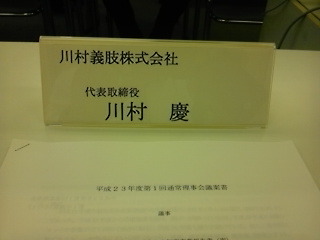 川村義肢株式会社
代表取締役
川村 慶
平成23年度第1回通常理事会議案書
議事